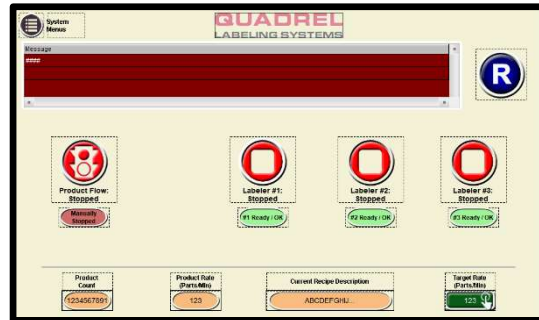 System
Menus
QUADREL
LABELING SYSTEMS
Message
####
R
Product Flow:
Stopped
Manually
Stopped
Labeler #1:
Stopped
#1 Ready / OK
Labeler #2:
Stopped
#2 Ready / OK
Labeler #3:
Stopped
#3 Ready / OK
Product
Count
1234567891
Product Rate
(Parts/Min)
123
Current Recipe Description
ABCDEFGHIJ...
Target Rate
(Parts/Min)
123